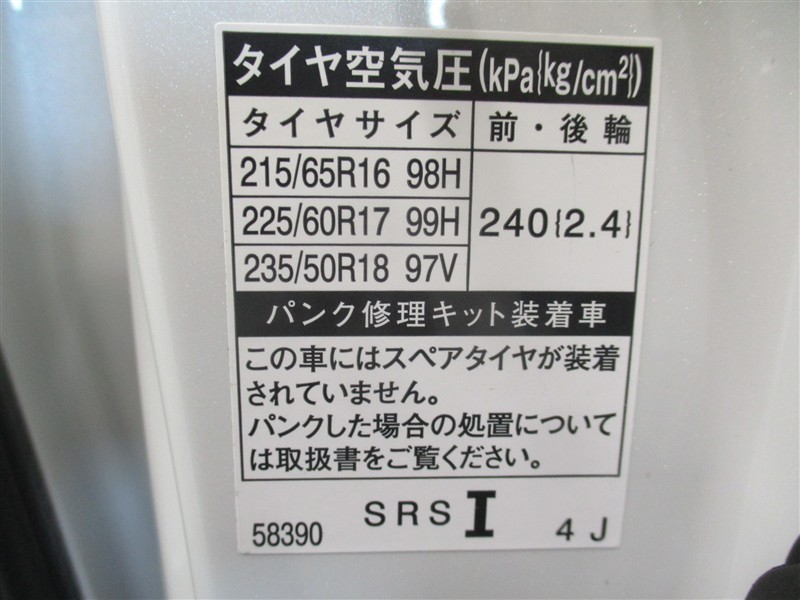 タイヤ空気圧(kPa{kg/cm²})
タイヤサイズ 前・後輪
215/65R16 98H
225/60R17 99H 240{2.4}
235/50R18 97V
パンク修理キット装着車
この車にはスペアタイヤが装着
されていません。
パンクした場合の処置について
は取扱書をご覧ください。
58390 SRS I 4J